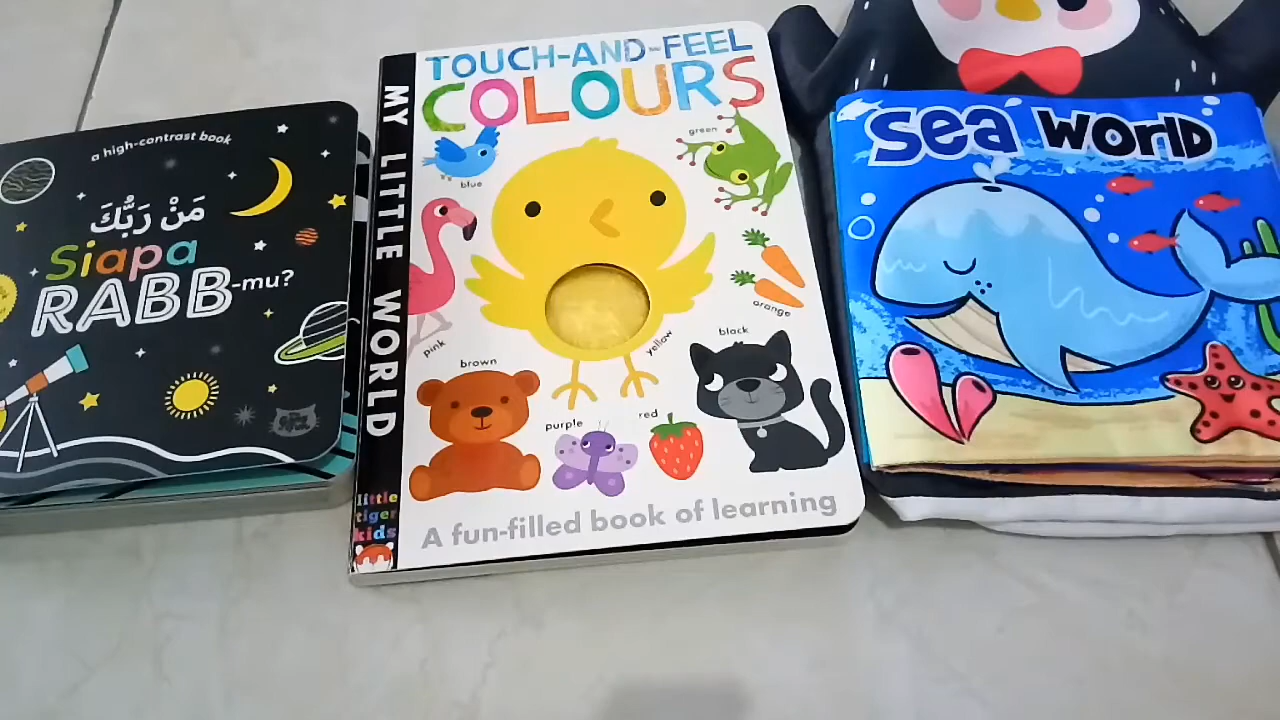 a high-contrast book
مَنْ رَبُّكَ
Siapa
RABB-mu?
MY LITTLE WORLD
little
tiger
kids
TOUCH-AND-FEEL
COLOURS
blue
green
pink
orange
yellow
black
brown
purple
red
A fun-filled book of learning
Sea WORLD